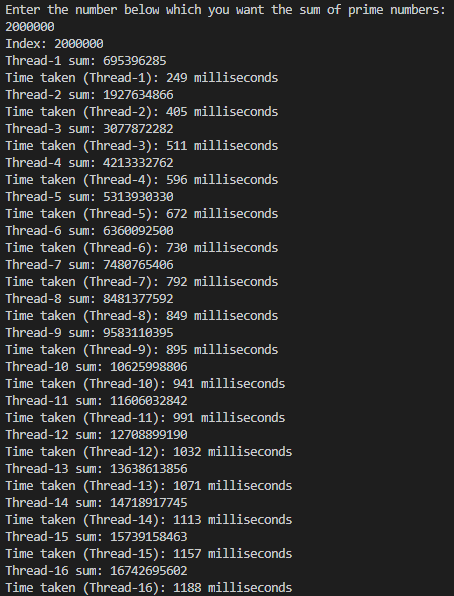 Enter the number below which you want the sum of prime numbers:
2000000
Index: 2000000
Thread-1 sum: 695396285
Time taken (Thread-1): 249 milliseconds
Thread-2 sum: 1927634866
Time taken (Thread-2): 405 milliseconds
Thread-3 sum: 3077872282
Time taken (Thread-3): 511 milliseconds
Thread-4 sum: 4213332762
Time taken (Thread-4): 596 milliseconds
Thread-5 sum: 5313930330
Time taken (Thread-5): 672 milliseconds
Thread-6 sum: 6360092500
Time taken (Thread-6): 730 milliseconds
Thread-7 sum: 7480765406
Time taken (Thread-7): 792 milliseconds
Thread-8 sum: 8481377592
Time taken (Thread-8): 849 milliseconds
Thread-9 sum: 9583110395
Time taken (Thread-9): 895 milliseconds
Thread-10 sum: 10625998806
Time taken (Thread-10): 941 milliseconds
Thread-11 sum: 11606032842
Time taken (Thread-11): 991 milliseconds
Thread-12 sum: 12708899190
Time taken (Thread-12): 1032 milliseconds
Thread-13 sum: 13638613856
Time taken (Thread-13): 1071 milliseconds
Thread-14 sum: 14718917745
Time taken (Thread-14): 1113 milliseconds
Thread-15 sum: 15739158463
Time taken (Thread-15): 1157 milliseconds
Thread-16 sum: 16742695602
Time taken (Thread-16): 1188 milliseconds